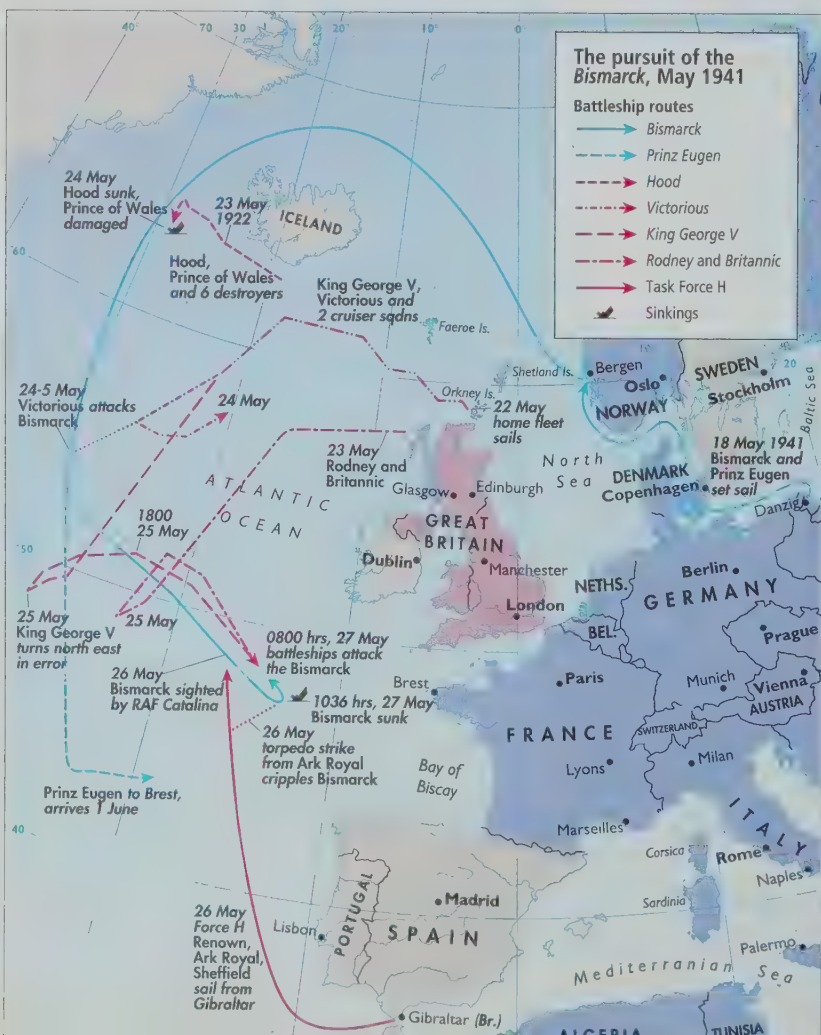 40°
70
30
20°
10°
0
The pursuit of the
Bismarck, May 1941
Battleship routes
Bismarck
Prinz Eugen
Hood
Victorious
King George V
Rodney and Britannic
Task Force H
Sinkings
24 May
Hood sunk,
Prince of Wales
damaged
23 May
1922
ICELAND
60
Hood,
Prince of Wales
and 6 destroyers
King George V,
Victorious and
2 cruiser sqdns
Faeroe Is.
Shetland Is.
Bergen
Oslo
NORWAY
SWEDEN
Stockholm
20
Baltic Sea
Orkney Is.
24-5 May
Victorious attacks
Bismarck
24 May
22 May
home fleet
sails
23 May
Rodney and
Britannic
North
Sea
DENMARK
Copenhagen
18 May 1941
Bismarck and
Prinz Eugen
set sail
Danzig
ATLANTIC
OCEAN
Glasgow
Edinburgh
GREAT
BRITAIN
1800
25 May
50
Dublin
Manchester
London
NETHS.
BEL.
Berlin
GERMANY
Prague
25 May
King George V
turns north east
in error
25 May
0800 hrs, 27 May
battleships attack
the Bismarck
26 May
Bismarck sighted
by RAF Catalina
1036 hrs, 27 May
Bismarck sunk
Brest
Paris
Munich
Vienna
AUSTRIA
SWITZERLAND
FRANCE
26 May
torpedo strike
from Ark Royal
cripples Bismarck
Bay of
Biscay
Lyons
Milan
Prinz Eugen to Brest,
arrives 1 June
40
Marseilles
ITALY
Corsica
Rome
Naples
Sardinia
Palermo
26 May
Force H
Renown,
Ark Royal,
Sheffield
sail from
Gibraltar
Lisbon
PORTUGAL
Madrid
SPAIN
Mediterranean Sea
Gibraltar (Br.)
ALGERIA
TUNISIA